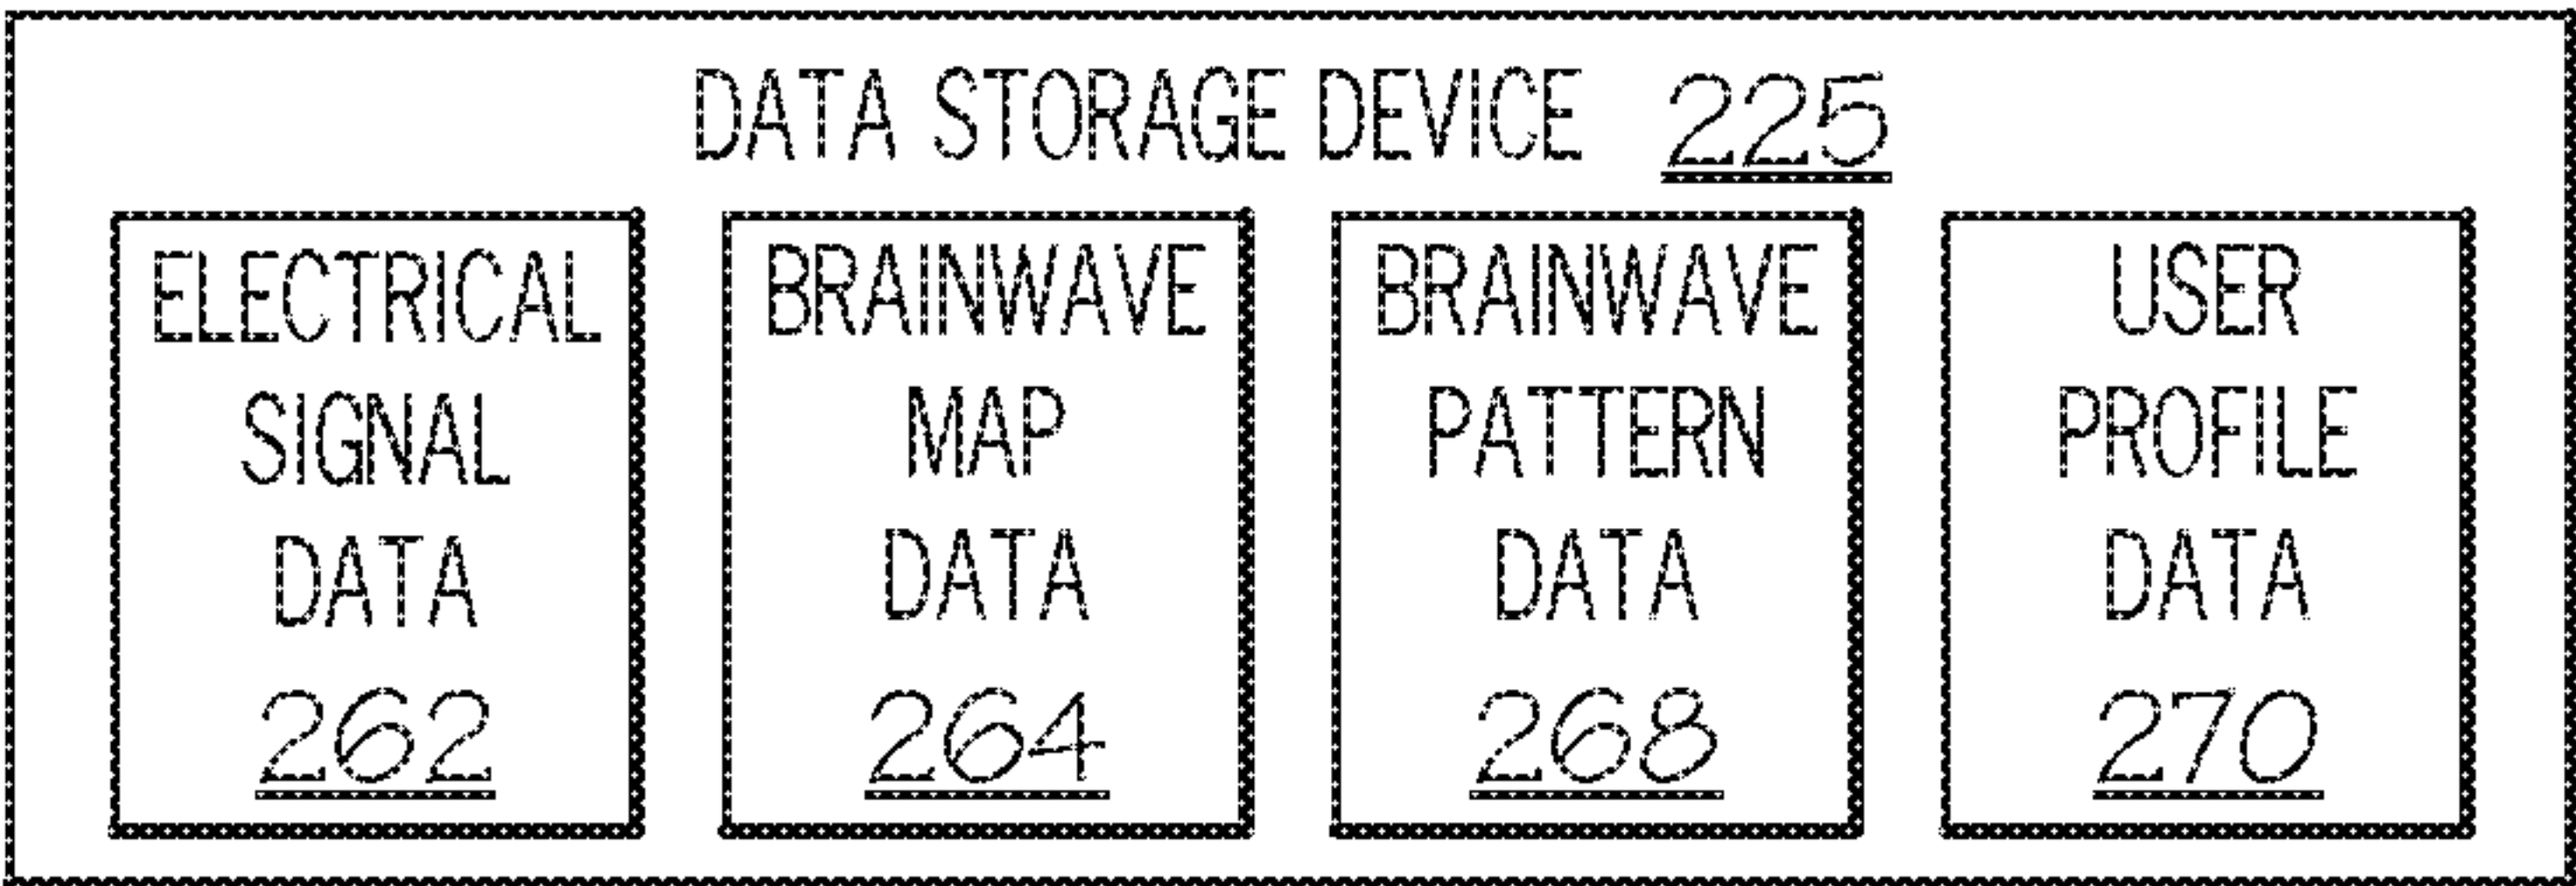 DATA STORAGE DEVICE 225
ELECTRICAL
SIGNAL
DATA
262
BRAINWAVE
MAP
DATA
264
BRAINWAVE
PATTERN
DATA
268
USER
PROFILE
DATA
270